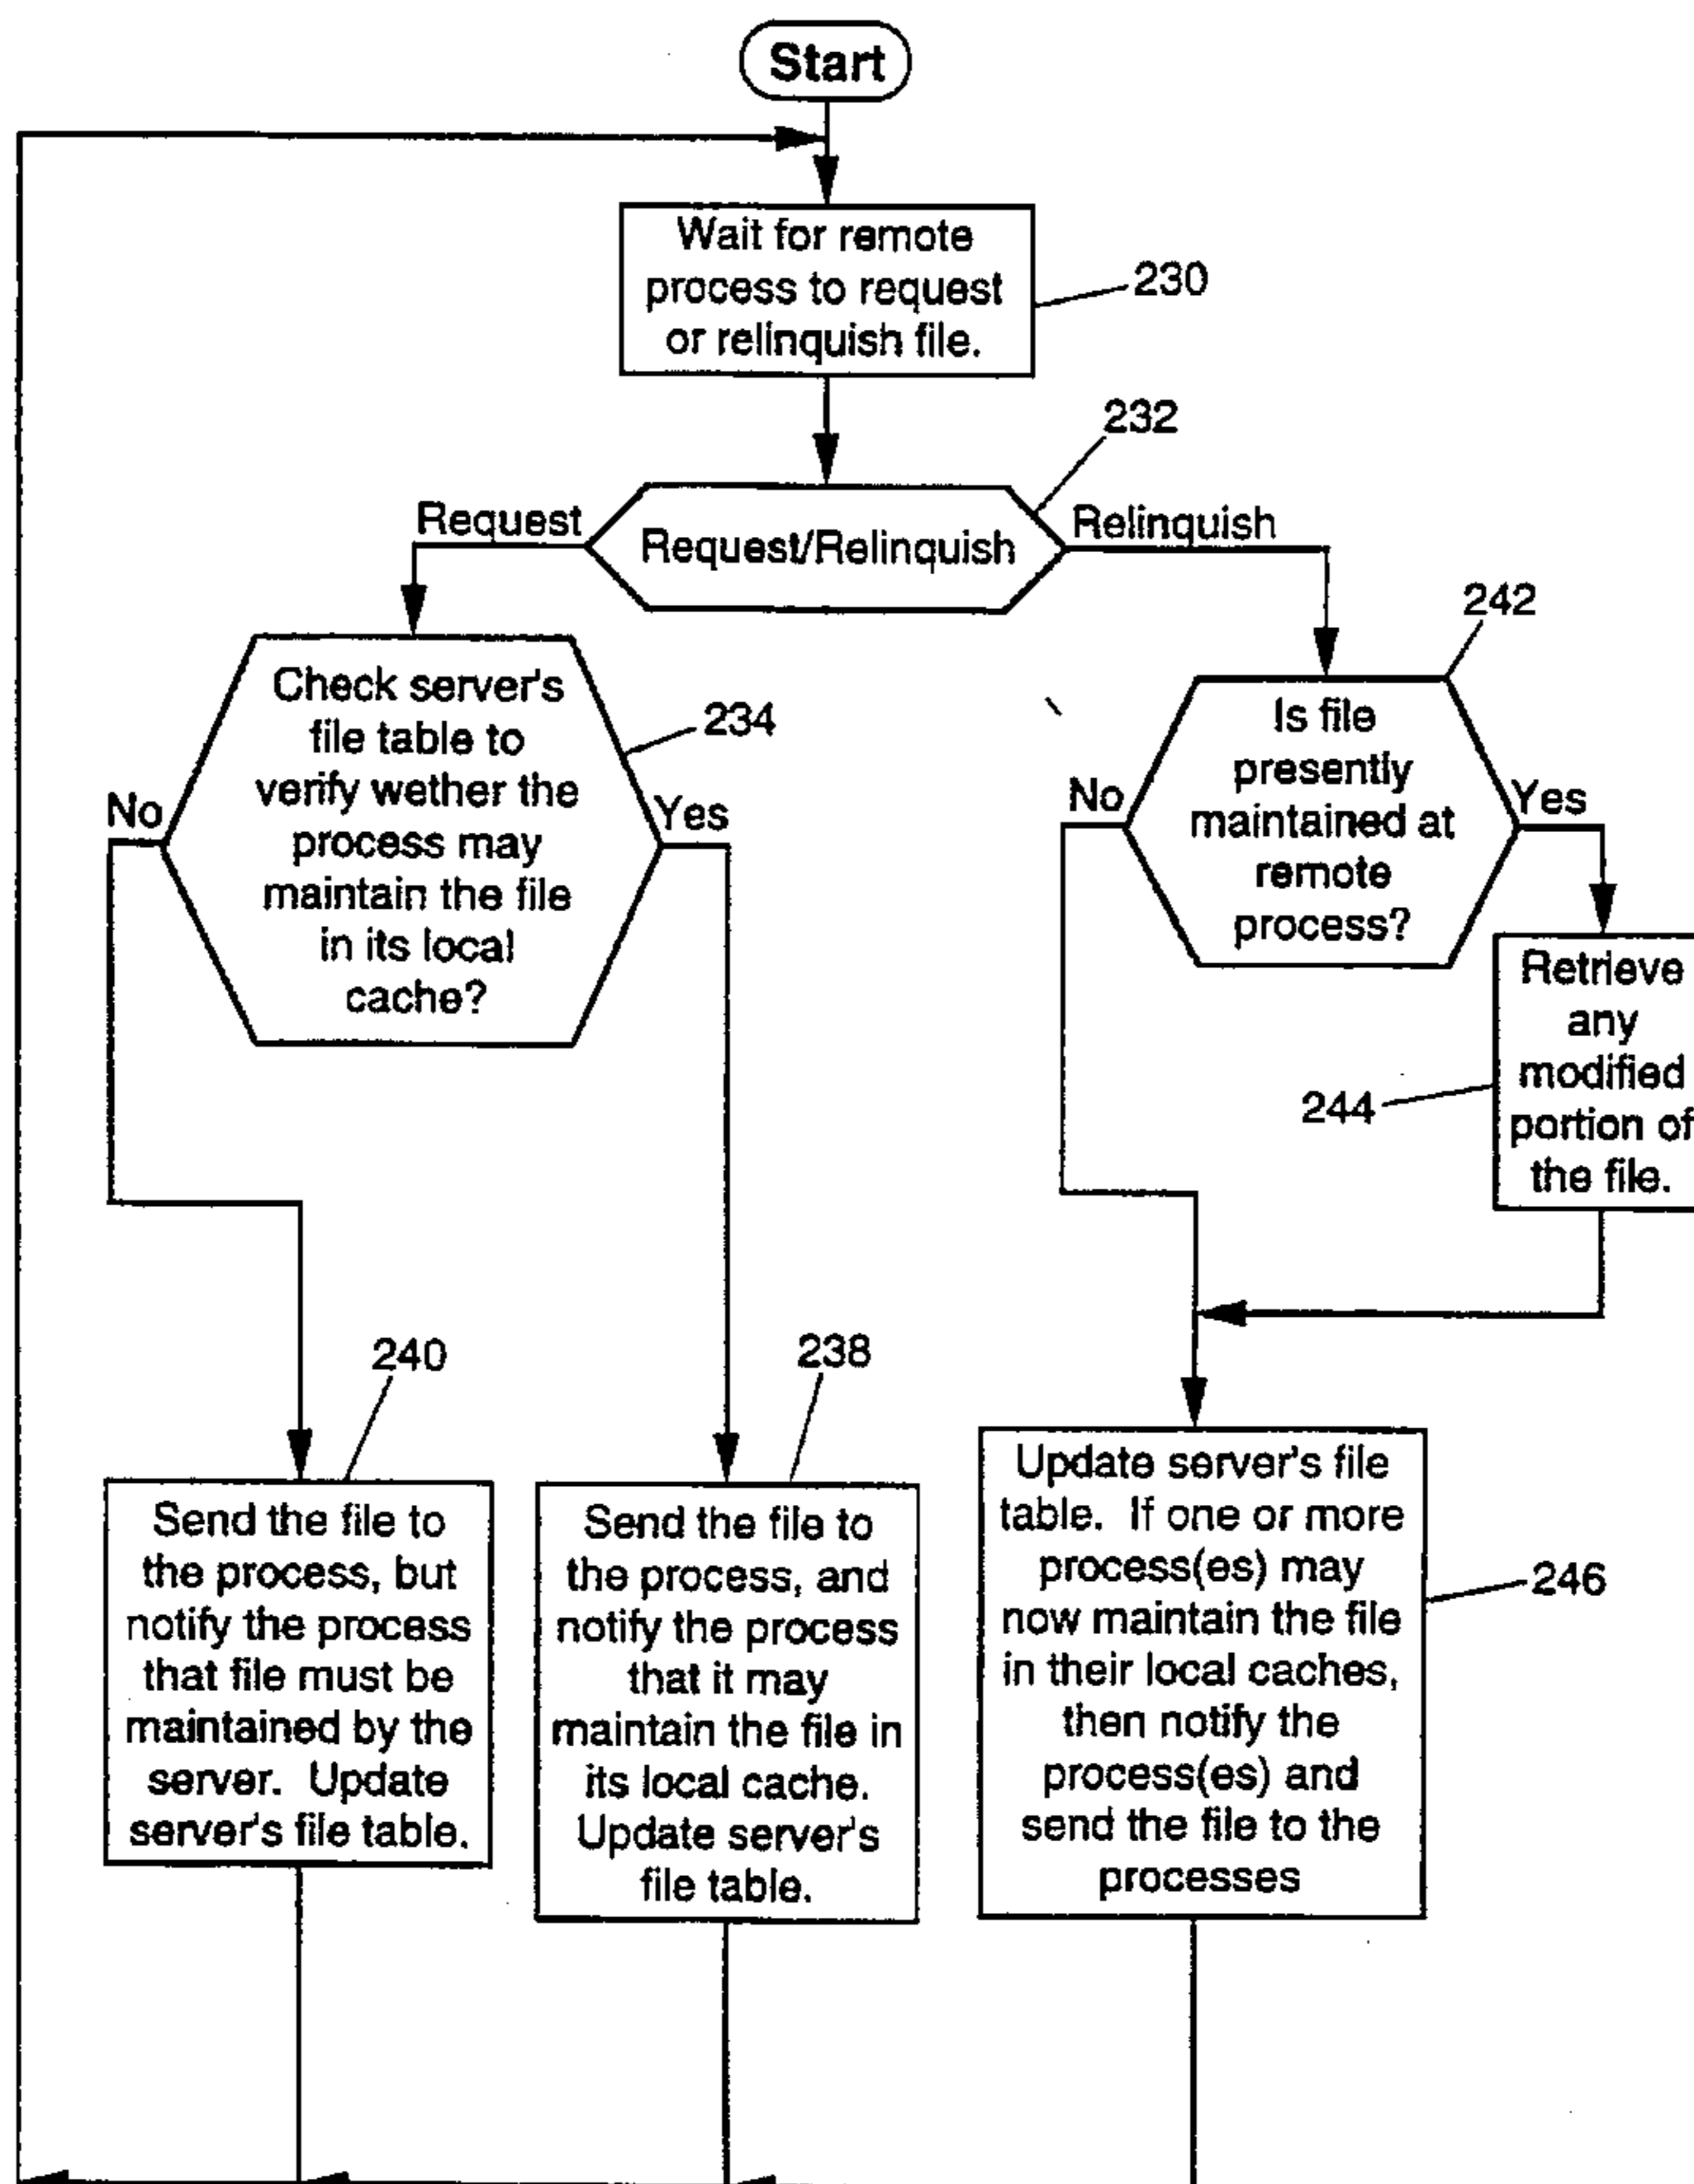 Start
Wait for remote
process to request
or relinquish file.
230
232
Request
Request/Relinquish
Relinquish
242
Check server's
file table to
verify wether the
process may
maintain the file
in its local
cache?
234
No
Yes
Is file
presently
maintained at
remote
process?
No
Yes
Retrieve
any
modified
portion of
the file.
244
240
238
Send the file to
the process, but
notify the process
that file must be
maintained by the
server. Update
server's file table.
Send the file to
the process, and
notify the process
that it may
maintain the file in
its local cache.
Update server's
file table.
Update server's file
table. If one or more
process(es) may
now maintain the file
in their local caches,
then notify the
process(es) and
send the file to the
processes
246